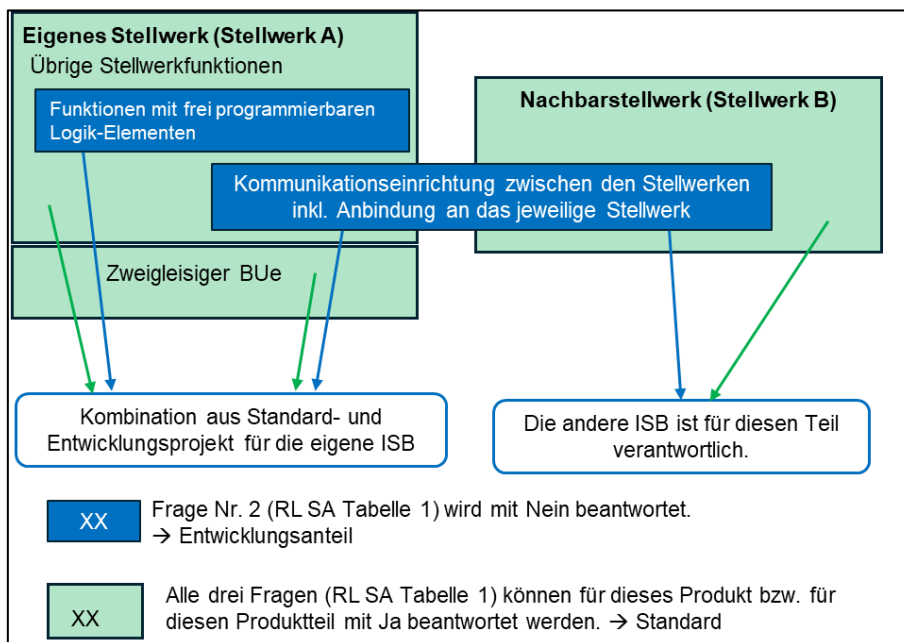 Eigenes Stellwerk (Stellwerk A)
Übrige Stellwerkfunktionen
Funktionen mit frei programmierbaren
Logik-Elementen
Nachbarstellwerk (Stellwerk B)
Kommunikationseinrichtung zwischen den Stellwerken
inkl. Anbindung an das jeweilige Stellwerk
Zweigleisiger BUe
Kombination aus Standard- und
Entwicklungsprojekt für die eigene ISB
Die andere ISB ist für diesen Teil
verantwortlich.
XX
Frage Nr. 2 (RL SA Tabelle 1) wird mit Nein beantwortet.
→ Entwicklungsanteil
XX
Alle drei Fragen (RL SA Tabelle 1) können für dieses Produkt bzw. für
diesen Produktteil mit Ja beantwortet werden. → Standard